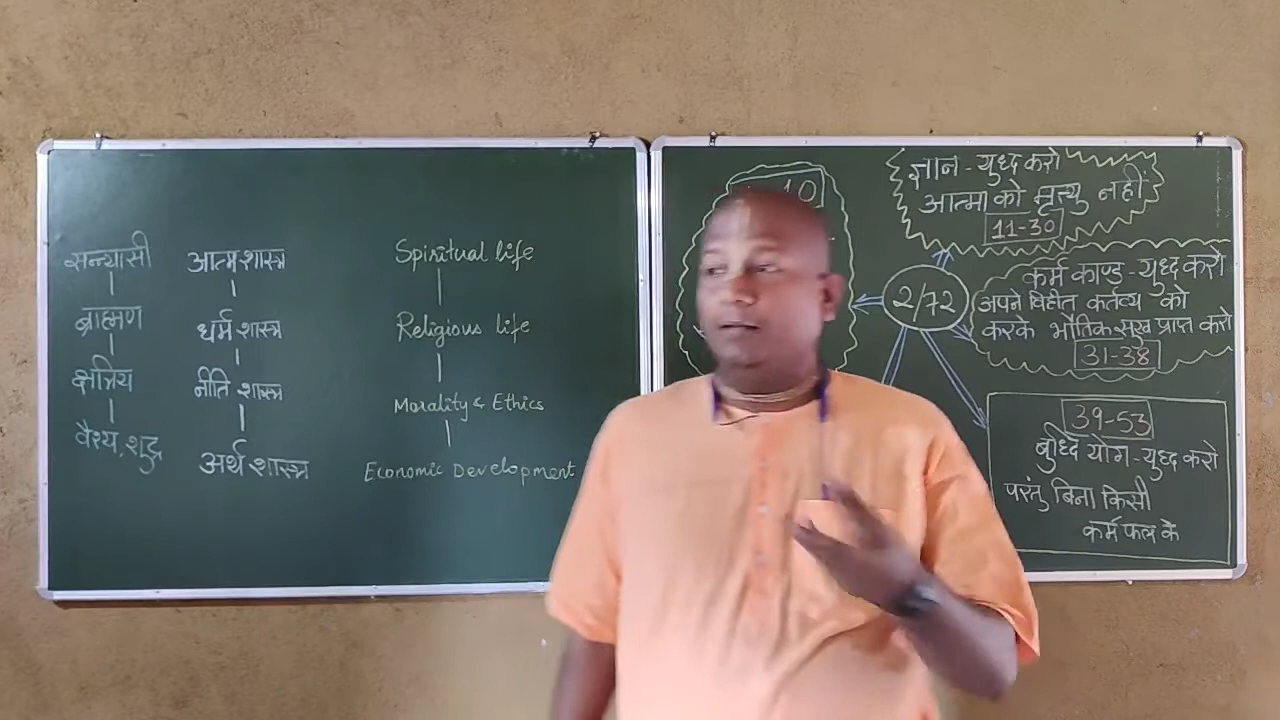 सन्यासी आत्म शास्त्र Spiritual life
ब्राह्मण धर्म शास्त्र Religious life
क्षत्रिय नीति शास्त्र Morality & Ethics
वैश्य, शुद्र अर्थ शास्त्र Economic Development
10
ज्ञान - युध्द करो
आत्मा को मृत्यु नहीं
11-30
2/72
कर्म काण्ड - युध्द करो
अपने विहीत कर्तव्य को
करके भौतिक सुख प्राप्त करो
31-38
39-53
बुध्दि योग - युध्द करो
परंतु बिना किसी
कर्म फल के